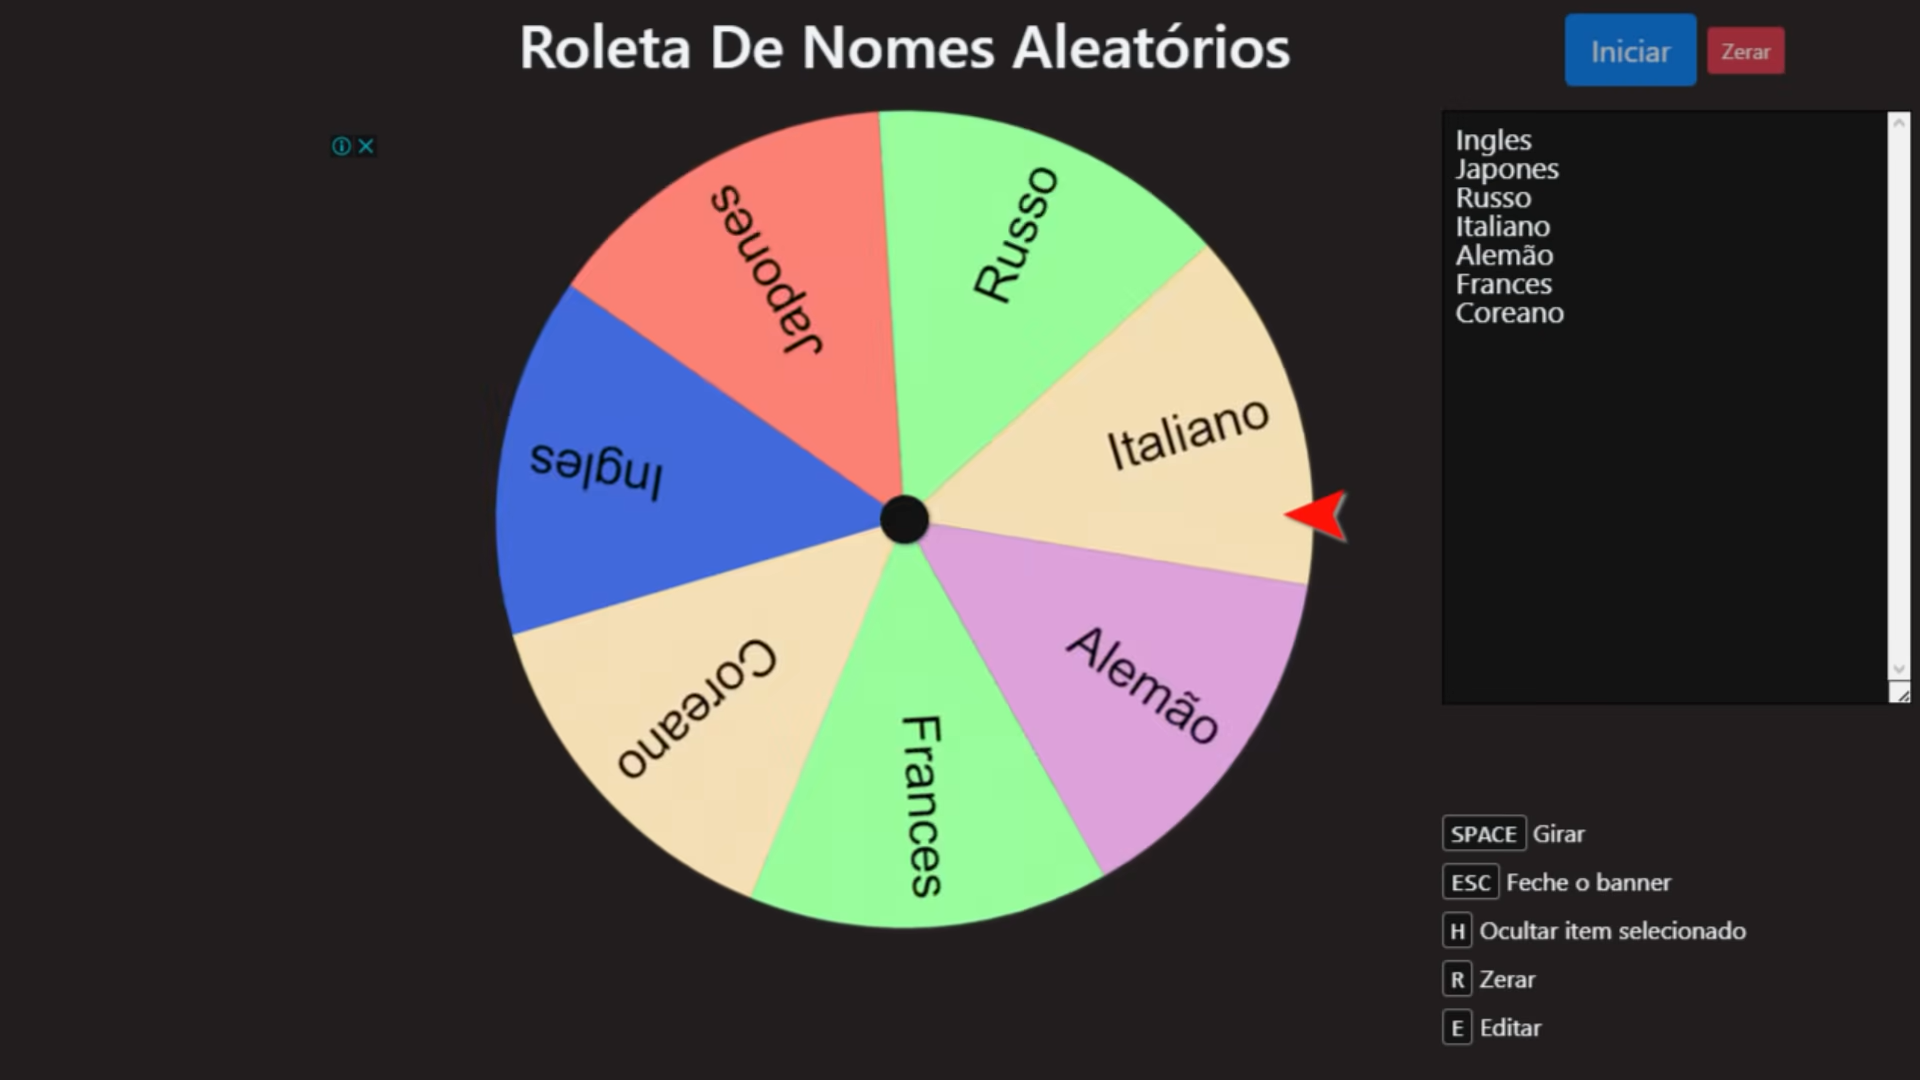 Roleta De Nomes Aleatórios
Iniciar
Zerar
Japones
Russo
Italiano
Ingles
Alemão
Coreano
Frances
Ingles
Japones
Russo
Italiano
Alemão
Frances
Coreano
SPACE Girar
ESC Feche o banner
H Ocultar item selecionado
R Zerar
E Editar